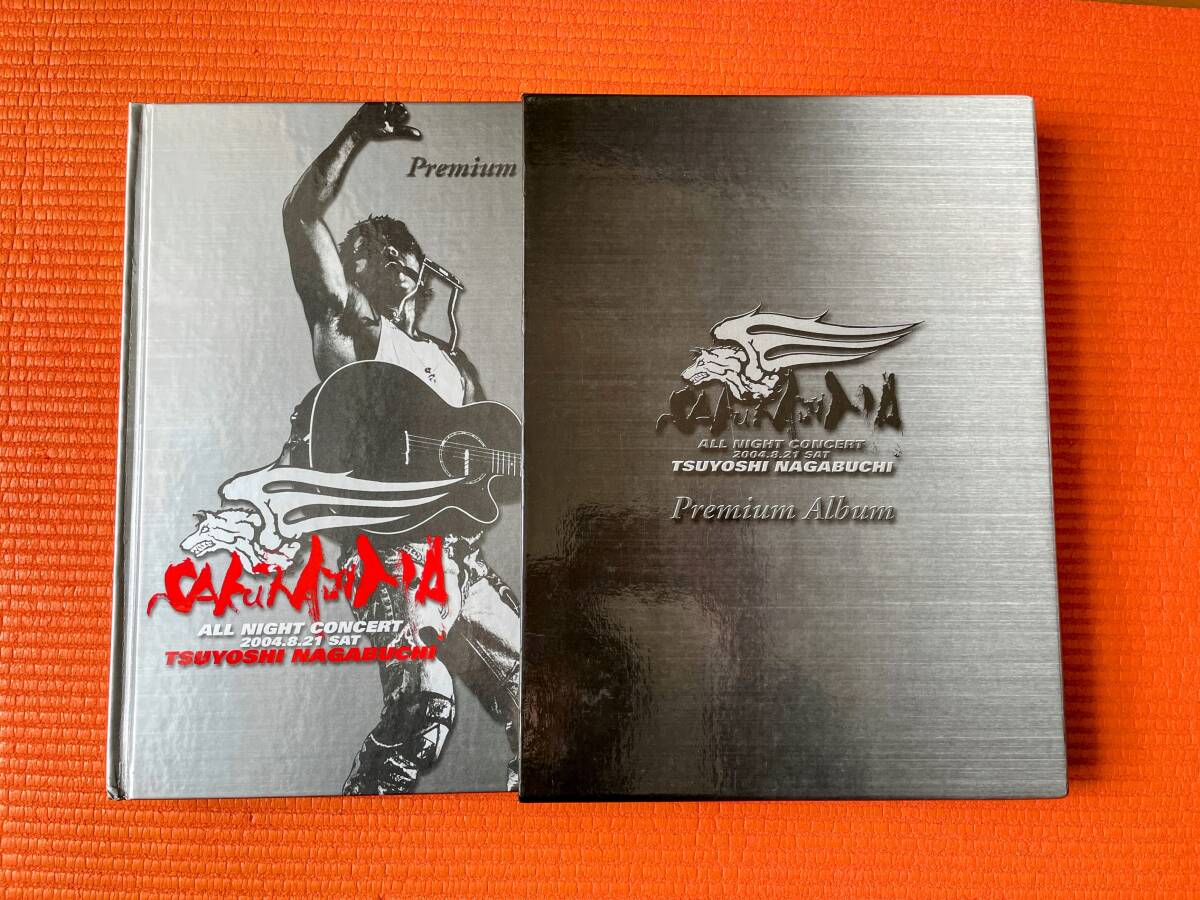 Premium
SAKURAJIMA
ALL NIGHT CONCERT
2004.8.21 SAT
TSUYOSHI NAGABUCHI
SAKURAJIMA
ALL NIGHT CONCERT
2004.8.21 SAT
TSUYOSHI NAGABUCHI
Premium Album